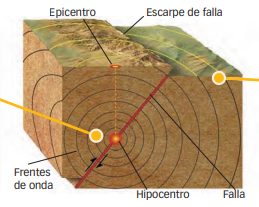 Epicentro
Escarpe de falla
Frentes
de onda
Hipocentro
Falla